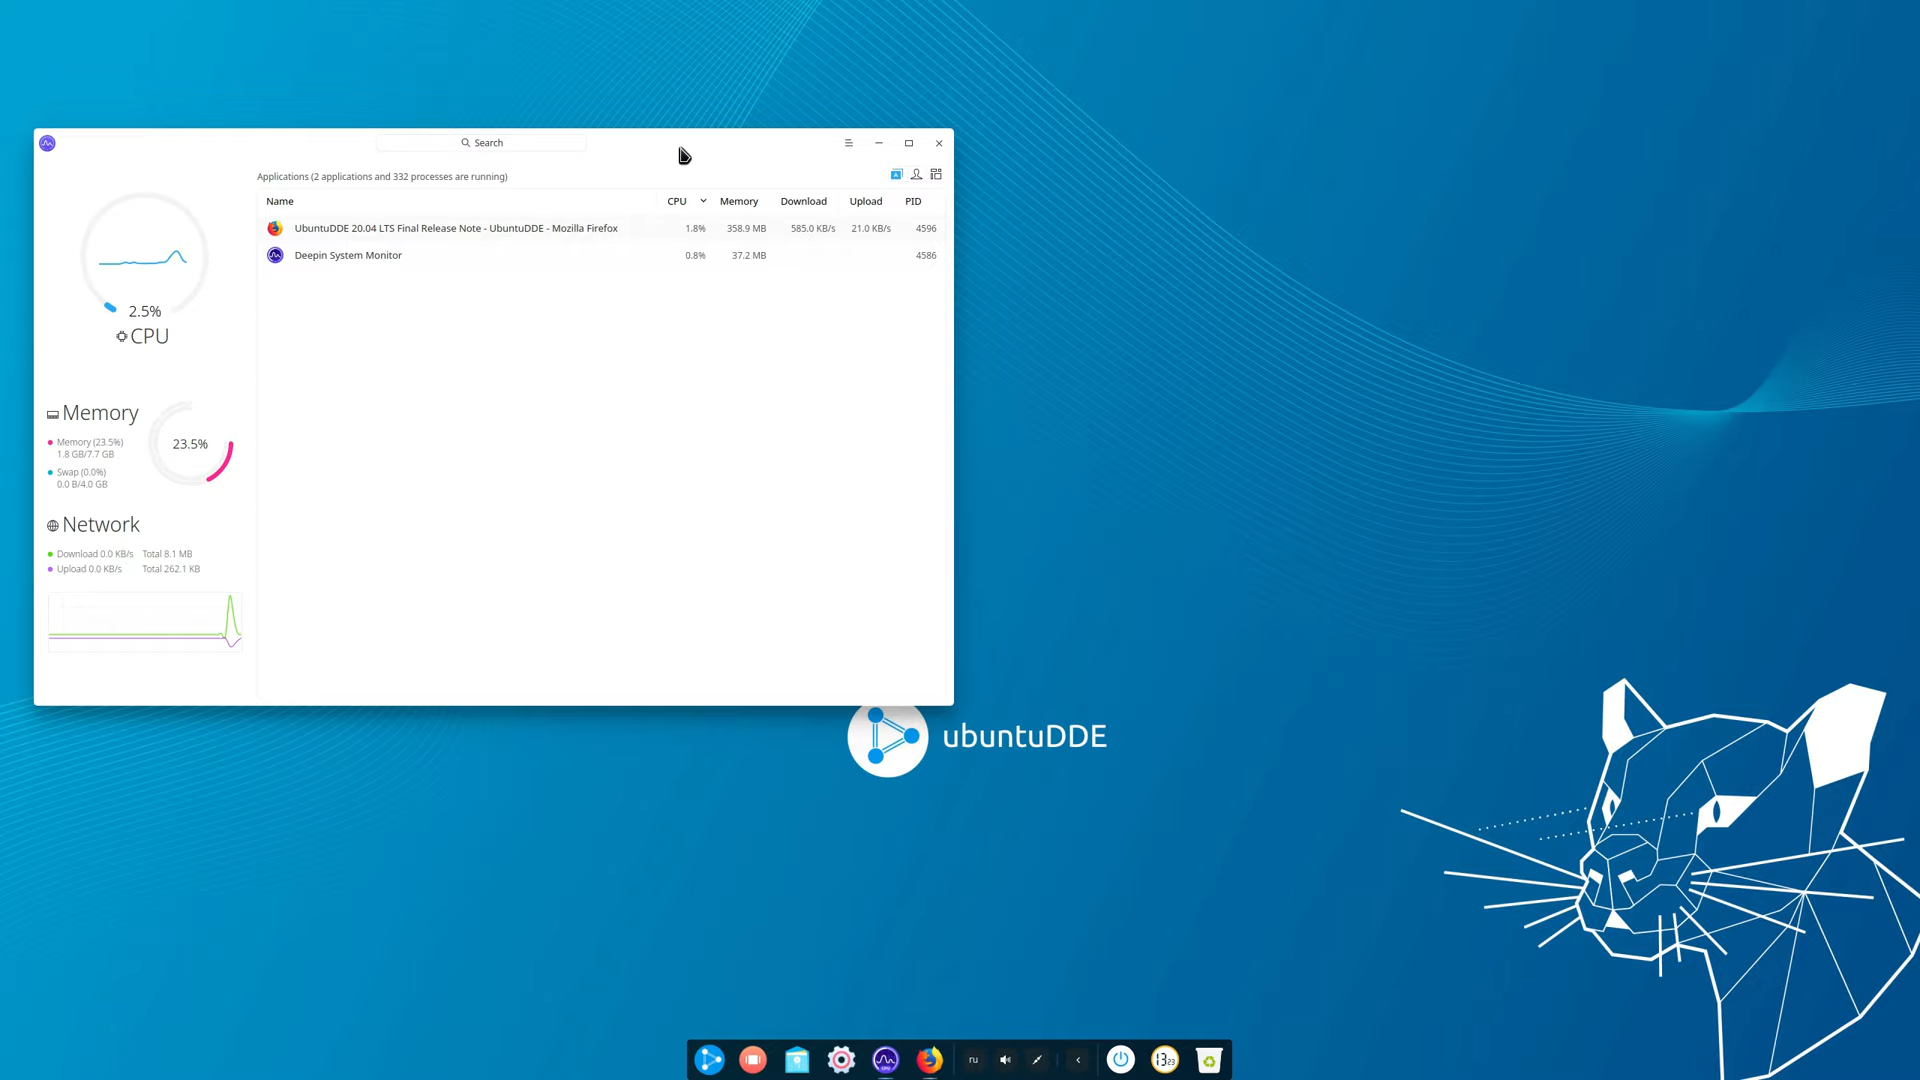 Search
Applications (2 applications and 332 processes are running)
Name CPU Memory Download Upload PID
UbuntuDDE 20.04 LTS Final Release Note - UbuntuDDE - Mozilla Firefox 1.8% 358.9 MB 585.0 KB/s 21.0 KB/s 4596
Deepin System Monitor 0.8% 37.2 MB 4586
2.5%
CPU
Memory
Memory (23.5%)
1.8 GB/7.7 GB
Swap (0.0%)
0.0 B/4.0 GB
23.5%
Network
Download 0.0 KB/s Total 8.1 MB
Upload 0.0 KB/s Total 262.1 KB
ubuntuDDE
CPU
ru
13 23